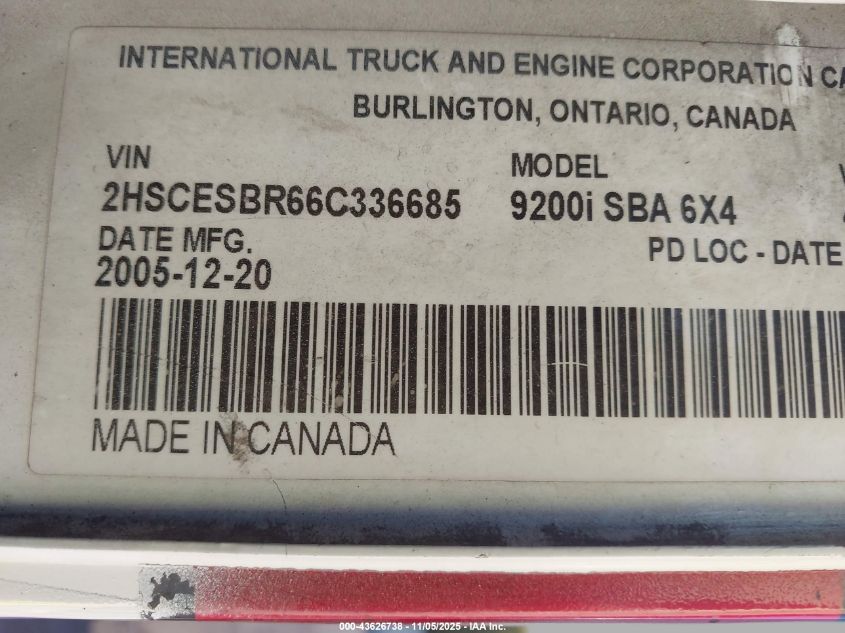 INTERNATIONAL TRUCK AND ENGINE CORPORATION
BURLINGTON, ONTARIO, CANADA
VIN MODEL
2HSCESBR66C336685 9200i SBA 6X4
DATE MFG. PD LOC - DATE
2005-12-20
MADE IN CANADA
000-43626738 - 11/05/2025 - IAA Inc.